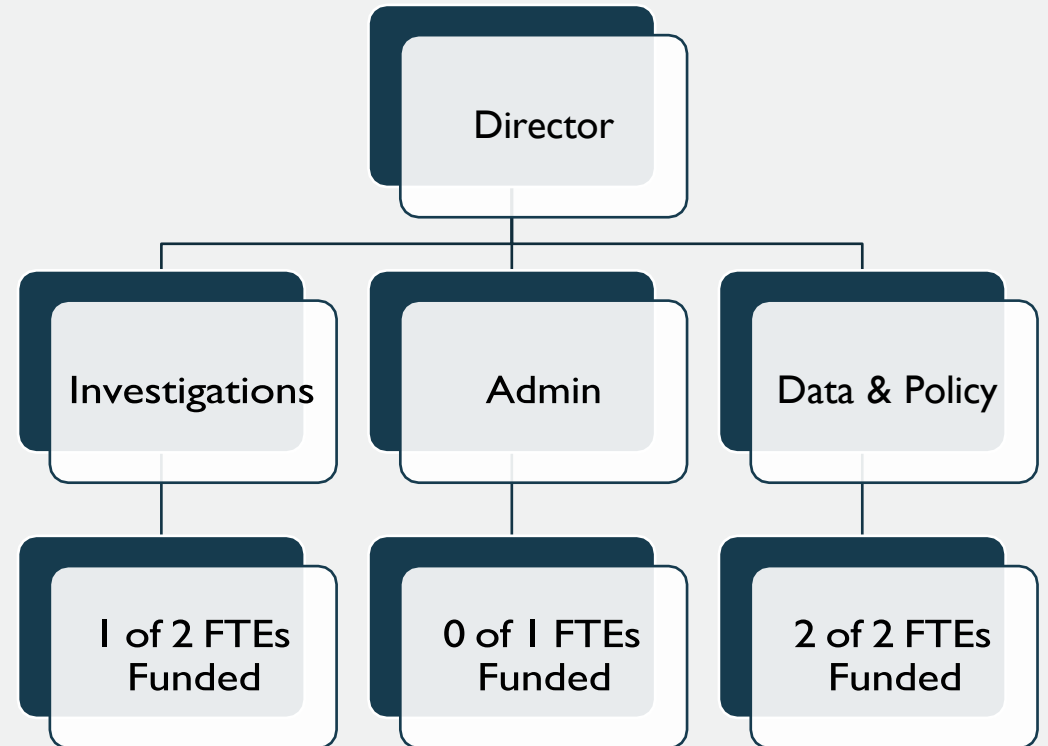 Director
Investigations
Admin
Data & Policy
1 of 2 FTEs
Funded
0 of 1 FTEs
Funded
2 of 2 FTEs
Funded